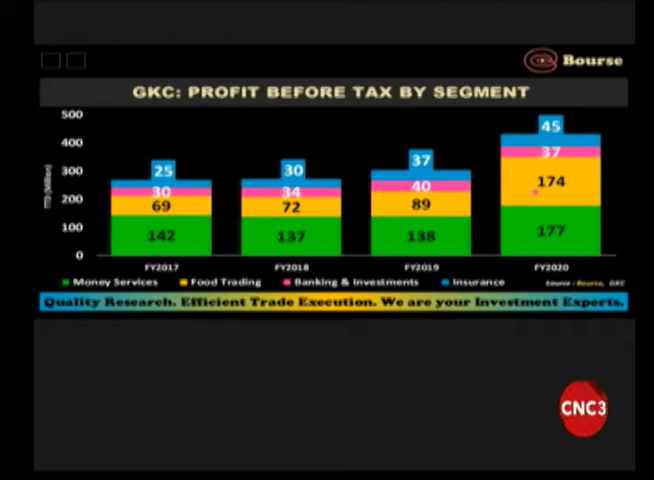 Bourse
GKC: PROFIT BEFORE TAX BY SEGMENT
TTD (Million)
500
400
300
200
100
0
25
30
69
142
30
34
72
137
37
40
89
138
45
37
174
177
FY2017 FY2018 FY2019 FY2020
Money Services Food Trading Banking & Investments Insurance
Source : Bourse, GKC
Quality Research. Efficient Trade Execution. We are your Investment Experts.
CNC3